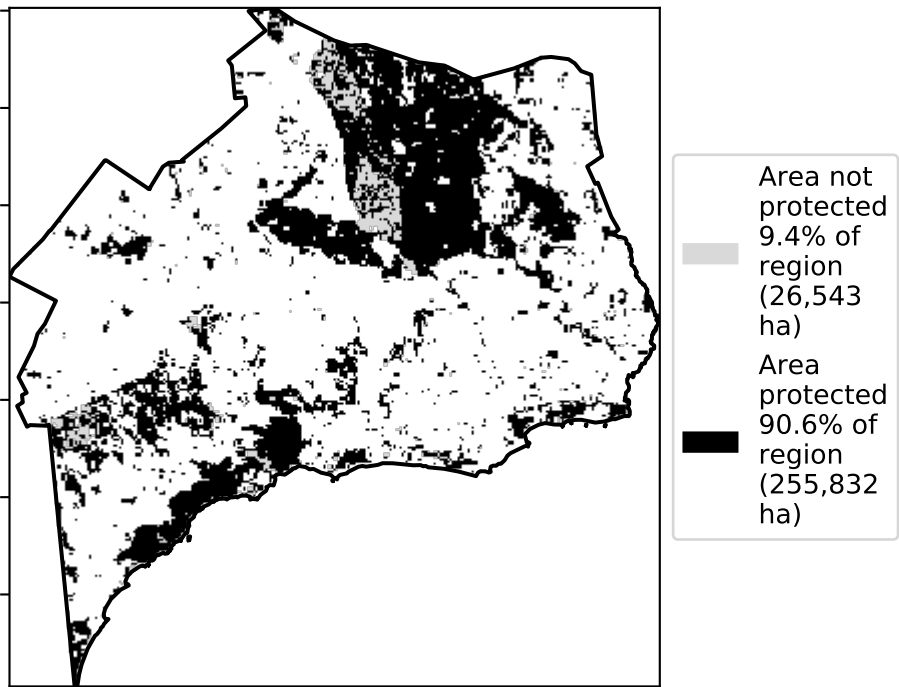 Area not
protected
9.4% of
region
(26,543
ha)
Area
protected
90.6% of
region
(255,832
ha)